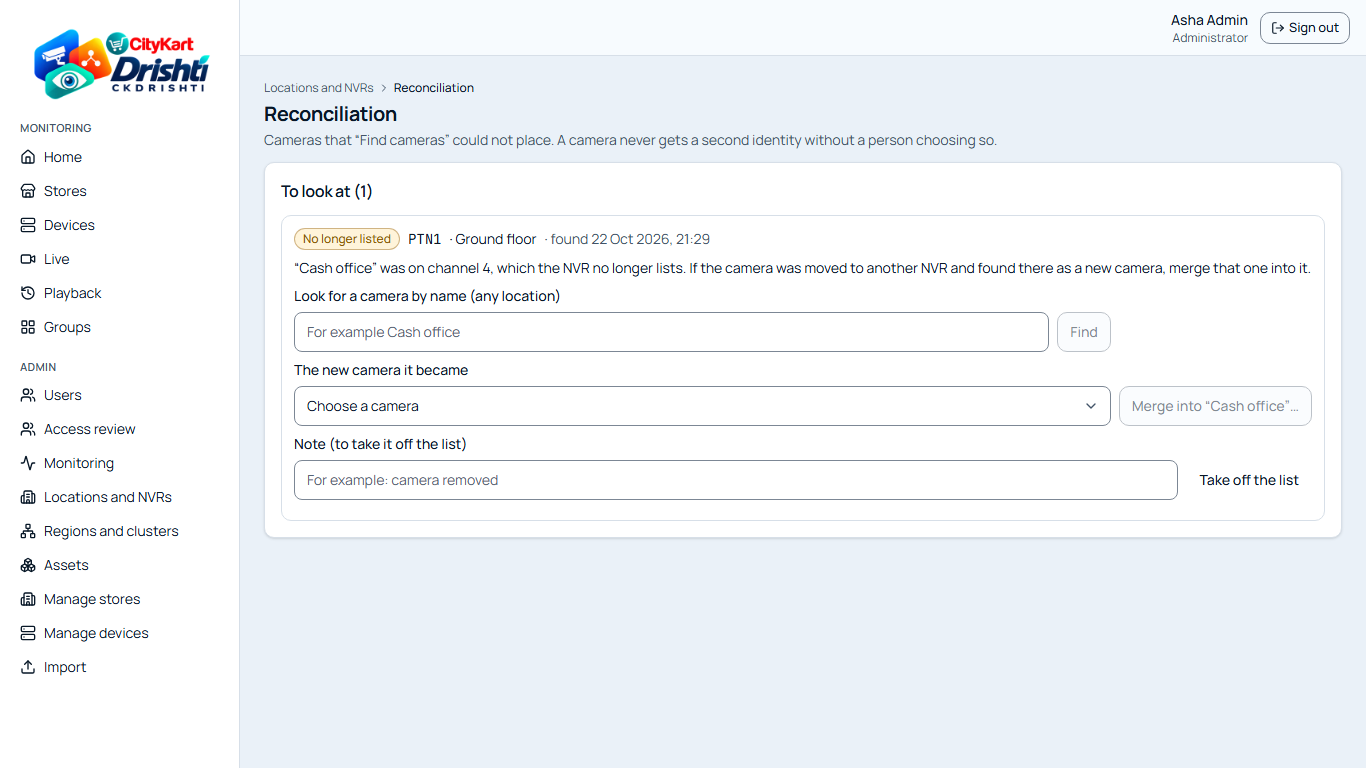 CityKart
Drishti
CKDRISHTI
Asha Admin
Administrator
Sign out
MONITORING
Home
Stores
Devices
Live
Playback
Groups
ADMIN
Users
Access review
Monitoring
Locations and NVRs
Regions and clusters
Assets
Manage stores
Manage devices
Import
Locations and NVRs > Reconciliation
Reconciliation
Cameras that “Find cameras” could not place. A camera never gets a second identity without a person choosing so.
To look at (1)
No longer listed PTN1 · Ground floor · found 22 Oct 2026, 21:29
“Cash office” was on channel 4, which the NVR no longer lists. If the camera was moved to another NVR and found there as a new camera, merge that one into it.
Look for a camera by name (any location)
For example Cash office Find
The new camera it became
Choose a camera Merge into “Cash office”…
Note (to take it off the list)
For example: camera removed Take off the list